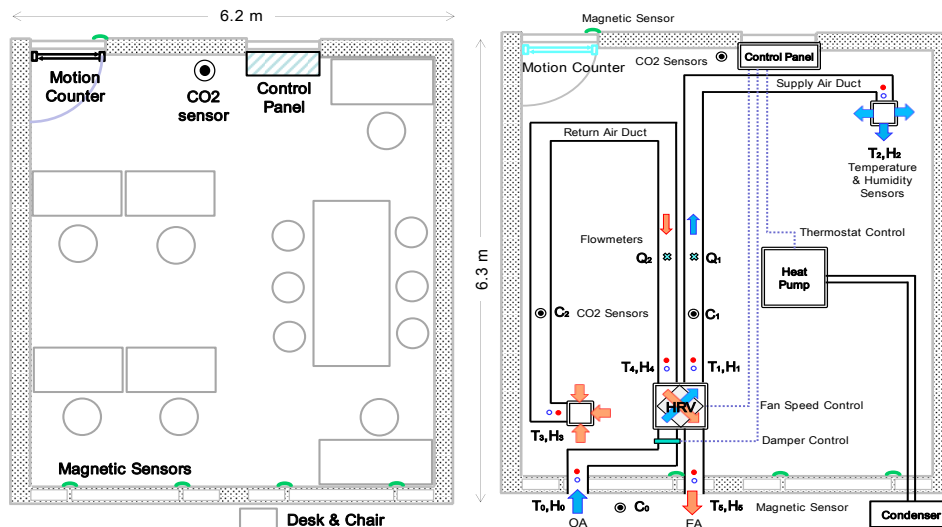 6.2 m
Motion
Counter
CO2
sensor
Control
Panel
6.3 m
Magnetic Sensors
Desk & Chair
Magnetic Sensor
Motion Counter
CO2 Sensors
Control Panel
Supply Air Duct
Return Air Duct
T2,H2
Temperature
& Humidity
Sensors
Flowmeters
Thermostat Control
Q2
Q1
Heat
Pump
C2
CO2 Sensors
C1
T4,H4
T1,H1
HRV
Fan Speed Control
T3,H3
Damper Control
T0,H0
C0
T5,H5
Magnetic Sensor
OA
EA
Condenser